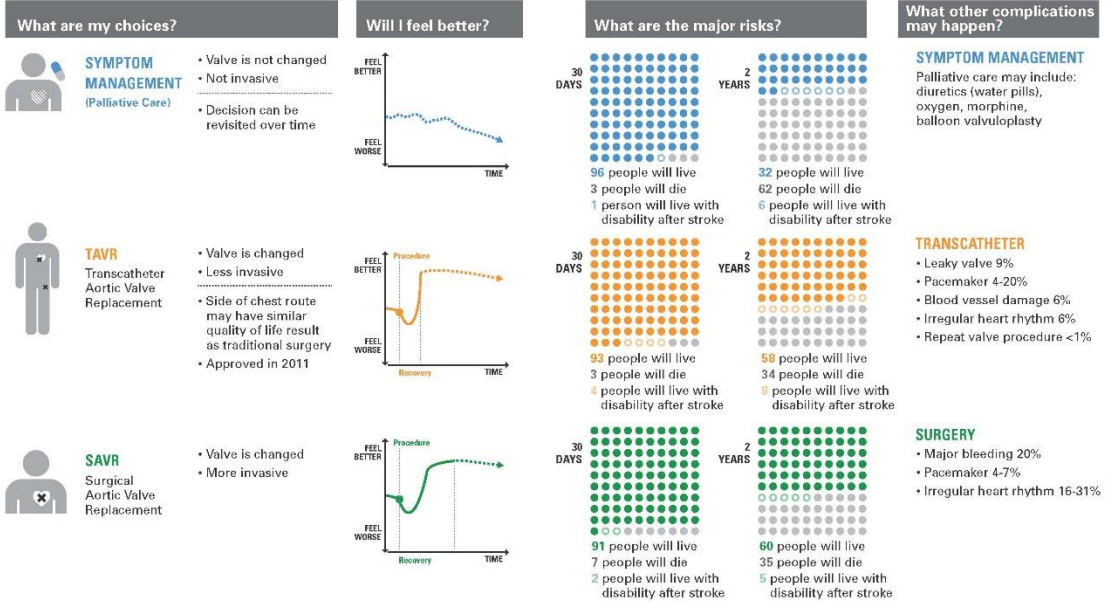 What are my choices?
Will I feel better?
What are the major risks?
What other complications
may happen?
SYMPTOM
MANAGEMENT
(Palliative Care)
• Valve is not changed
• Not invasive
• Decision can be
revisited over time
FEEL
BETTER
FEEL
WORSE
TIME
30
DAYS
96 people will live
3 people will die
1 person will live with
disability after stroke
2
YEARS
32 people will live
62 people will die
6 people will live with
disability after stroke
SYMPTOM MANAGEMENT
Palliative care may include:
diuretics (water pills),
oxygen, morphine,
balloon valvuloplasty
TAVR
Transcatheter
Aortic Valve
Replacement
• Valve is changed
• Less invasive
• Side of chest route
may have similar
quality of life result
as traditional surgery
• Approved in 2011
FEEL
BETTER
Procedure
FEEL
WORSE
Recovery
TIME
30
DAYS
93 people will live
3 people will die
4 people will live with
disability after stroke
2
YEARS
58 people will live
34 people will die
8 people will live with
disability after stroke
TRANSCATHETER
• Leaky valve 9%
• Pacemaker 4-20%
• Blood vessel damage 6%
• Irregular heart rhythm 6%
• Repeat valve procedure <1%
SAVR
Surgical
Aortic Valve
Replacement
• Valve is changed
• More invasive
FEEL
BETTER
Procedure
FEEL
WORSE
Recovery
TIME
30
DAYS
91 people will live
7 people will die
2 people will live with
disability after stroke
2
YEARS
60 people will live
35 people will die
5 people will live with
disability after stroke
SURGERY
• Major bleeding 20%
• Pacemaker 4-7%
• Irregular heart rhythm 16-31%